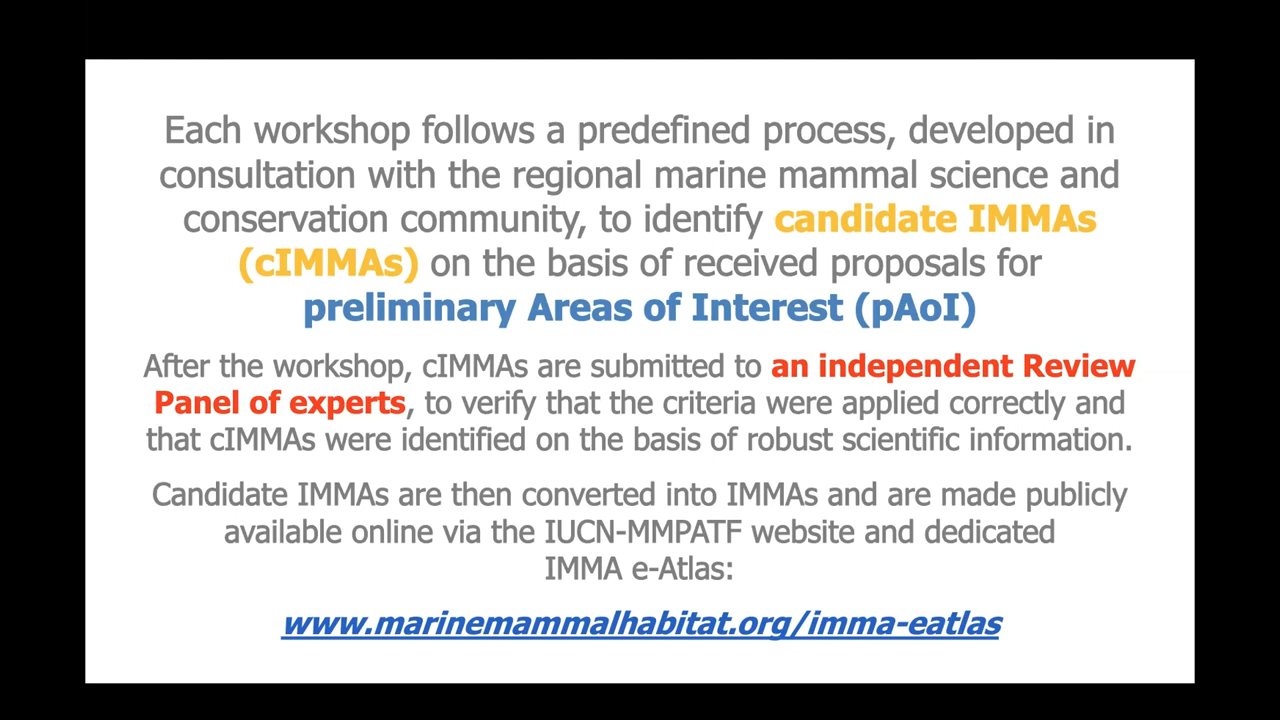 Each workshop follows a predefined process, developed in
consultation with the regional marine mammal science and
conservation community, to identify candidate IMMAs
(cIMMAs) on the basis of received proposals for
preliminary Areas of Interest (pAoI)
After the workshop, cIMMAs are submitted to an independent Review
Panel of experts, to verify that the criteria were applied correctly and
that cIMMAs were identified on the basis of robust scientific information.
Candidate IMMAs are then converted into IMMAs and are made publicly
available online via the IUCN-MMPATF website and dedicated
IMMA e-Atlas:
www.marinemammalhabitat.org/imma-eatlas